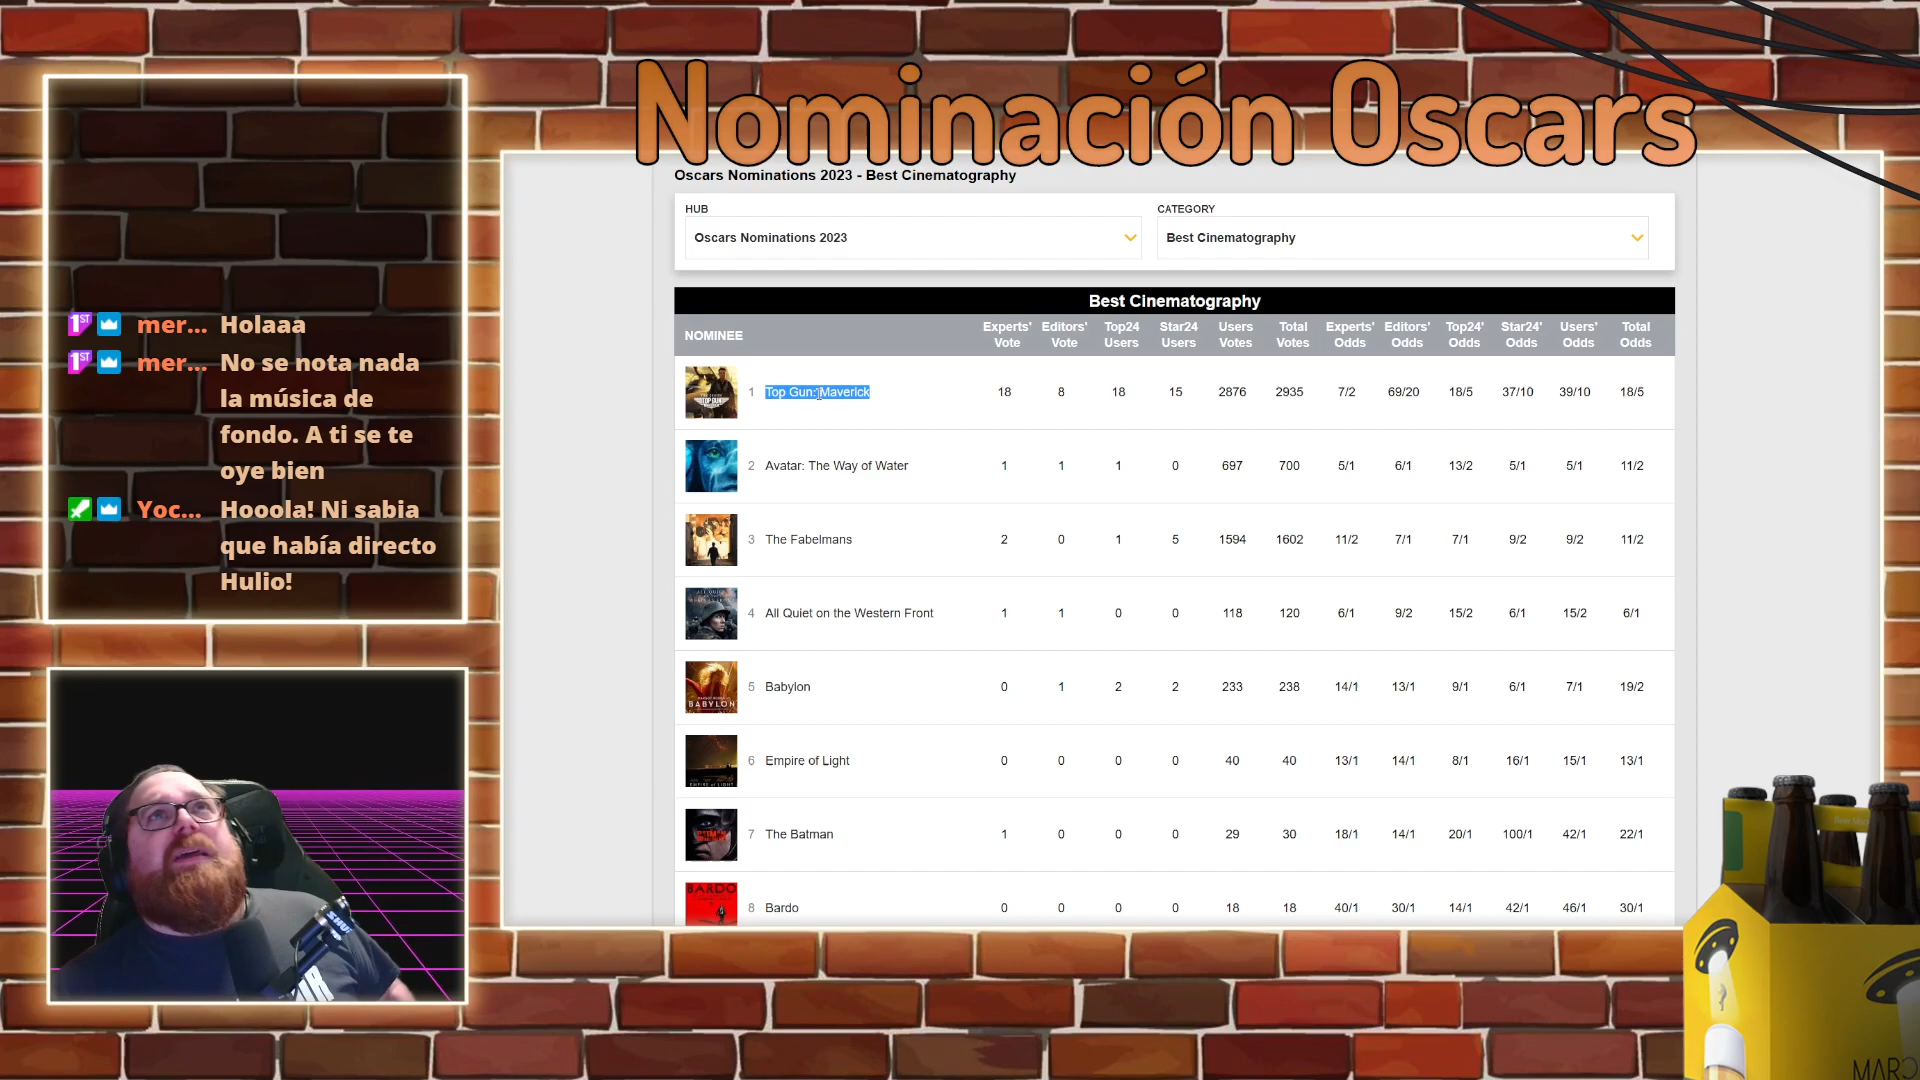 Nominación Oscars
Oscars Nominations 2023 - Best Cinematography
HUB
CATEGORY
Oscars Nominations 2023
Best Cinematography
Best Cinematography
NOMINEE Experts' Vote Editors' Vote Top24 Users Star24 Users Users Votes Total Votes Experts' Odds Editors' Odds Top24' Odds Star24' Odds Users' Odds Total Odds
1 Top Gun: Maverick 18 8 18 15 2876 2935 7/2 69/20 18/5 37/10 39/10 18/5
2 Avatar: The Way of Water 1 1 1 0 697 700 5/1 6/1 13/2 5/1 5/1 11/2
3 The Fabelmans 2 0 1 5 1594 1602 11/2 7/1 7/1 9/2 9/2 11/2
4 All Quiet on the Western Front 1 1 0 0 118 120 6/1 9/2 15/2 6/1 15/2 6/1
5 Babylon 0 1 2 2 233 238 14/1 13/1 9/1 6/1 7/1 19/2
6 Empire of Light 0 0 0 0 40 40 13/1 14/1 8/1 16/1 15/1 13/1
7 The Batman 1 0 0 0 29 30 18/1 14/1 20/1 100/1 42/1 22/1
8 Bardo 0 0 0 0 18 18 40/1 30/1 14/1 42/1 46/1 30/1
TOP GUN
BABYLON
BARDO
1ST mer... Holaaa
1ST mer... No se nota nada
la música de
fondo. A ti se te
oye bien
Yoc... Hooola! Ni sabia
que había directo
Hulio!